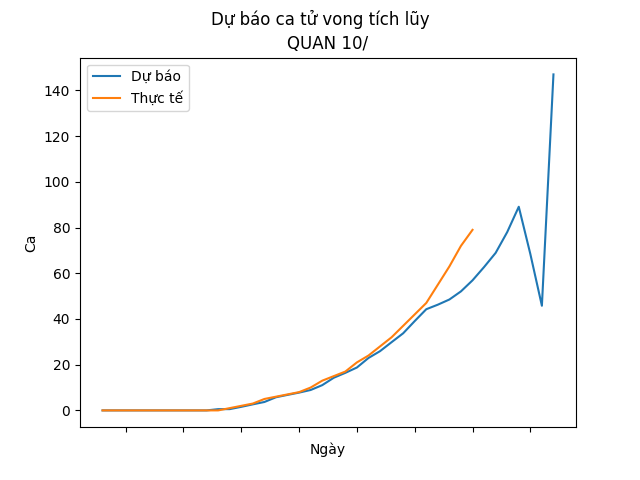 Dự báo ca tử vong tích lũy
QUAN 10/
Dự báo
Thực tế
140
120
100
80
60
40
20
0
Ca
Ngày